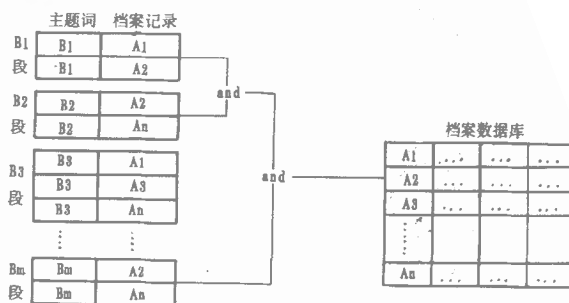 主题词 档案记录
B1 段 B1 A1
B1 A2
and
B2 段 B2 A2
B2 An
档案数据库
A1 ... ... ...
B3 段 B3 A1
B3 A3
B3 An
and
A2 ... ... ...
A3 ... ... ...
Bm 段 Bm A2
Bm An
An ... ... ...